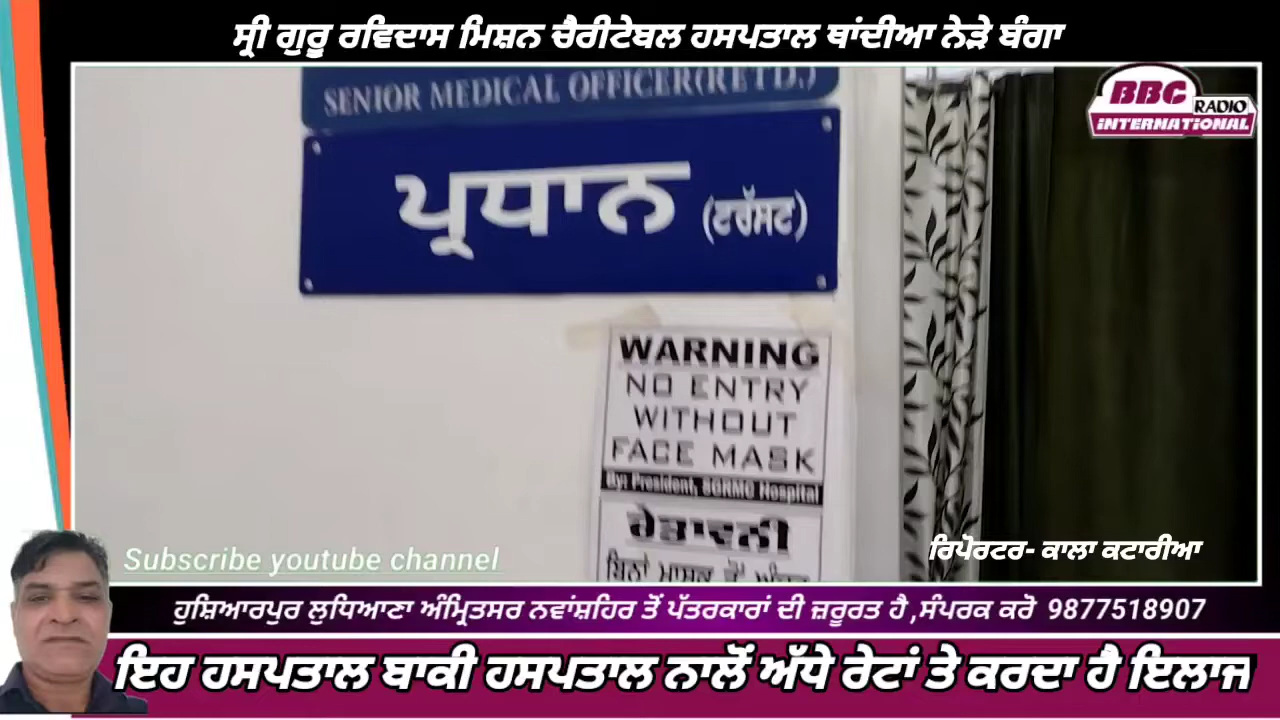 ਸ੍ਰੀ ਗੁਰੂ ਰਵਿਦਾਸ ਮਿਸ਼ਨ ਚੈਰੀਟੇਬਲ ਹਸਪਤਾਲ ਥਾਂਦੀਆ ਨੇੜੇ ਬੰਗਾ
BBC RADIO
INTERNATIONAL
SENIOR MEDICAL OFFICER(RETD.)
ਪ੍ਰਧਾਨ (ਟਰੱਸਟ)
WARNING
NO ENTRY
WITHOUT
FACE MASK
By: President, SGRMC Hospital
ਚੇਤਾਵਨੀ
ਬਿਨਾਂ ਮਾਸਕ ਤੋਂ ਅੰਦਰ
ਰਿਪੋਰਟਰ- ਕਾਲਾ ਕਟਾਰੀਆ
Subscribe youtube channel
ਹੁਸ਼ਿਆਰਪੁਰ ਲੁਧਿਆਣਾ ਅੰਮ੍ਰਿਤਸਰ ਨਵਾਂਸ਼ਹਿਰ ਤੋਂ ਪੱਤਰਕਾਰਾਂ ਦੀ ਜ਼ਰੂਰਤ ਹੈ ,ਸੰਪਰਕ ਕਰੋ 9877518907
ਇਹ ਹਸਪਤਾਲ ਬਾਕੀ ਹਸਪਤਾਲ ਨਾਲੋਂ ਅੱਧੇ ਰੇਟਾਂ ਤੇ ਕਰਦਾ ਹੈ ਇਲਾਜ